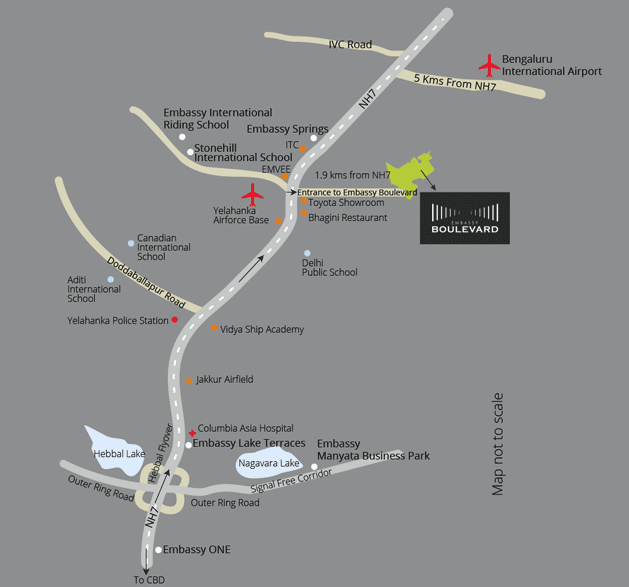 IVC Road
Bengaluru
International Airport
5 Kms From NH7
NH7
Embassy International
Riding School
Embassy Springs
Stonehill
International School
ITC
EMVEE
1.9 kms from NH7
Entrance to Embassy Boulevard
Toyota Showroom
Yelahanka
Airforce Base
Bhagini Restaurant
EMBASSY
BOULEVARD
Canadian
International
School
Delhi
Public School
Doddaballapur Road
Aditi
International
School
Yelahanka Police Station
Vidya Ship Academy
Jakkur Airfield
Columbia Asia Hospital
Embassy Lake Terraces
Embassy
Manyata Business Park
Hebbal Flyover
Hebbal Lake
Nagavara Lake
Signal Free Corridor
Outer Ring Road
Outer Ring Road
NH7
Embassy ONE
To CBD
Map not to scale